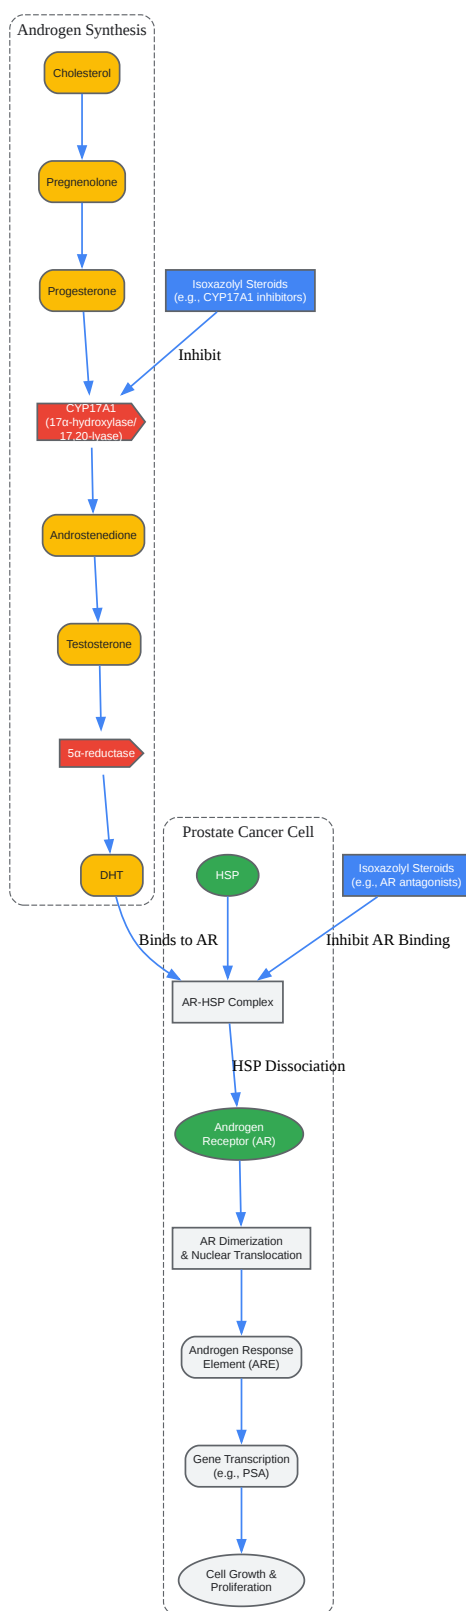 Androgen Synthesis
Cholesterol
Pregnenolone
Progesterone
Isoxazolyl Steroids
(e.g., CYP17A1 inhibitors)
Inhibit
CYP17A1
(17α-hydroxylase/
17,20-lyase)
Androstenedione
Testosterone
5α-reductase
DHT
Prostate Cancer Cell
HSP
Isoxazolyl Steroids
(e.g., AR antagonists)
Binds to AR
Inhibit AR Binding
AR-HSP Complex
HSP Dissociation
Androgen
Receptor (AR)
AR Dimerization
& Nuclear Translocation
Androgen Response
Element (ARE)
Gene Transcription
(e.g., PSA)
Cell Growth &
Proliferation